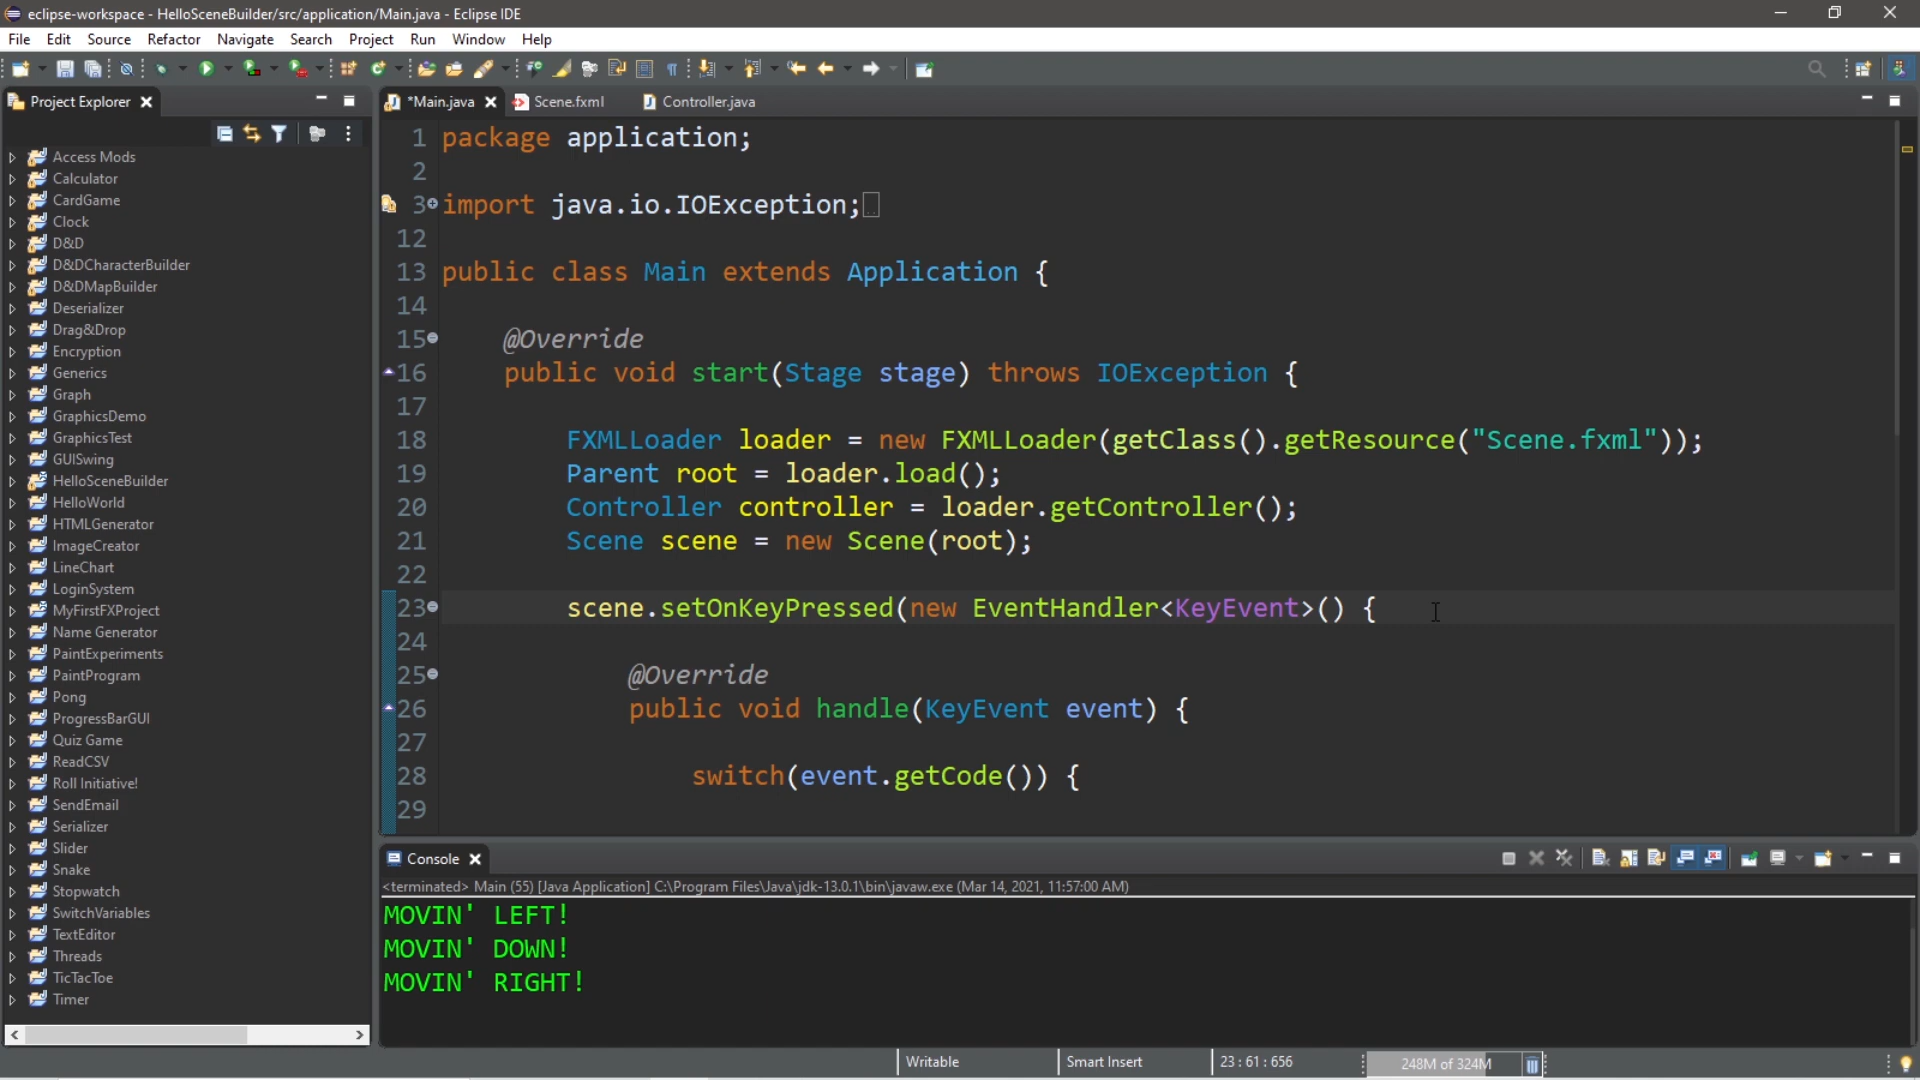 eclipse-workspace - HelloSceneBuilder/src/application/Main.java - Eclipse IDE
File Edit Source Refactor Navigate Search Project Run Window Help
Project Explorer
*Main.java Scene.fxml Controller.java
Access Mods
Calculator
CardGame
Clock
D&D
D&DCharacterBuilder
D&DMapBuilder
Deserializer
Drag&Drop
Encryption
Generics
Graph
GraphicsDemo
GraphicsTest
GUISwing
HelloSceneBuilder
HelloWorld
HTMLGenerator
ImageCreator
LineChart
LoginSystem
MyFirstFXProject
Name Generator
PaintExperiments
PaintProgram
Pong
ProgressBarGUI
Quiz Game
ReadCSV
Roll Initiative!
SendEmail
Serializer
Slider
Snake
Stopwatch
SwitchVariables
TextEditor
Threads
TicTacToe
Timer
1 package application;
2
3 import java.io.IOException;
12
13 public class Main extends Application {
14
15 @Override
16 public void start(Stage stage) throws IOException {
17
18 FXMLLoader loader = new FXMLLoader(getClass().getResource("Scene.fxml"));
19 Parent root = loader.load();
20 Controller controller = loader.getController();
21 Scene scene = new Scene(root);
22
23 scene.setOnKeyPressed(new EventHandler<KeyEvent>() {
24
25 @Override
26 public void handle(KeyEvent event) {
27
28 switch(event.getCode()) {
29
Console
<terminated> Main (55) [Java Application] C:\Program Files\Java\jdk-13.0.1\bin\javaw.exe (Mar 14, 2021, 11:57:00 AM)
MOVIN' LEFT!
MOVIN' DOWN!
MOVIN' RIGHT!
Writable Smart Insert 23 : 61 : 656 248M of 324M